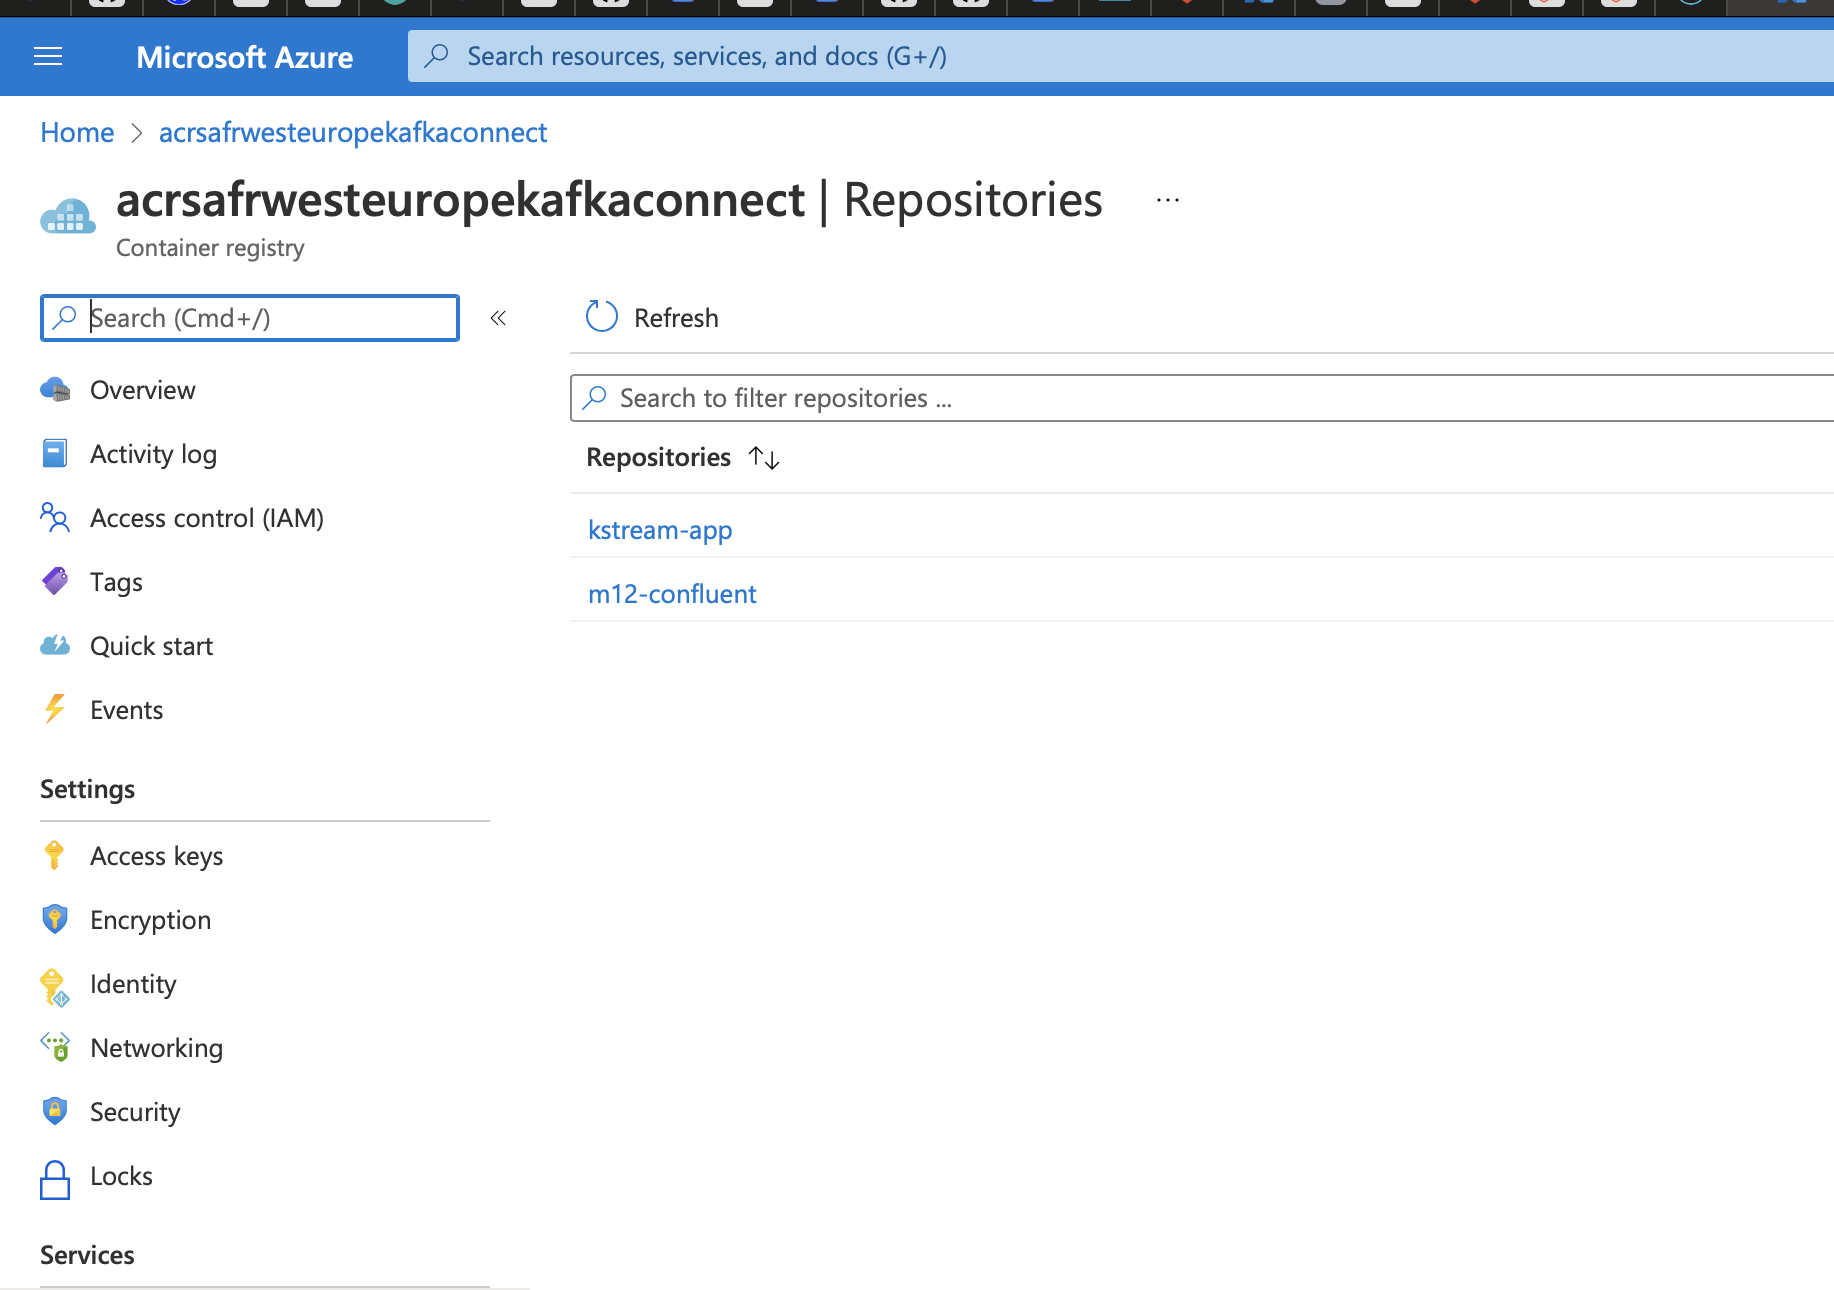 Microsoft Azure
Search resources, services, and docs (G+/)
Home > acrsafrwesteuropekafkaconnect
acrsafrwesteuropekafkaconnect | Repositories ...
Container registry
Search (Cmd+/)
«
Refresh
Search to filter repositories ...
Repositories ↑↓
kstream-app
m12-confluent
Overview
Activity log
Access control (IAM)
Tags
Quick start
Events
Settings
Access keys
Encryption
Identity
Networking
Security
Locks
Services